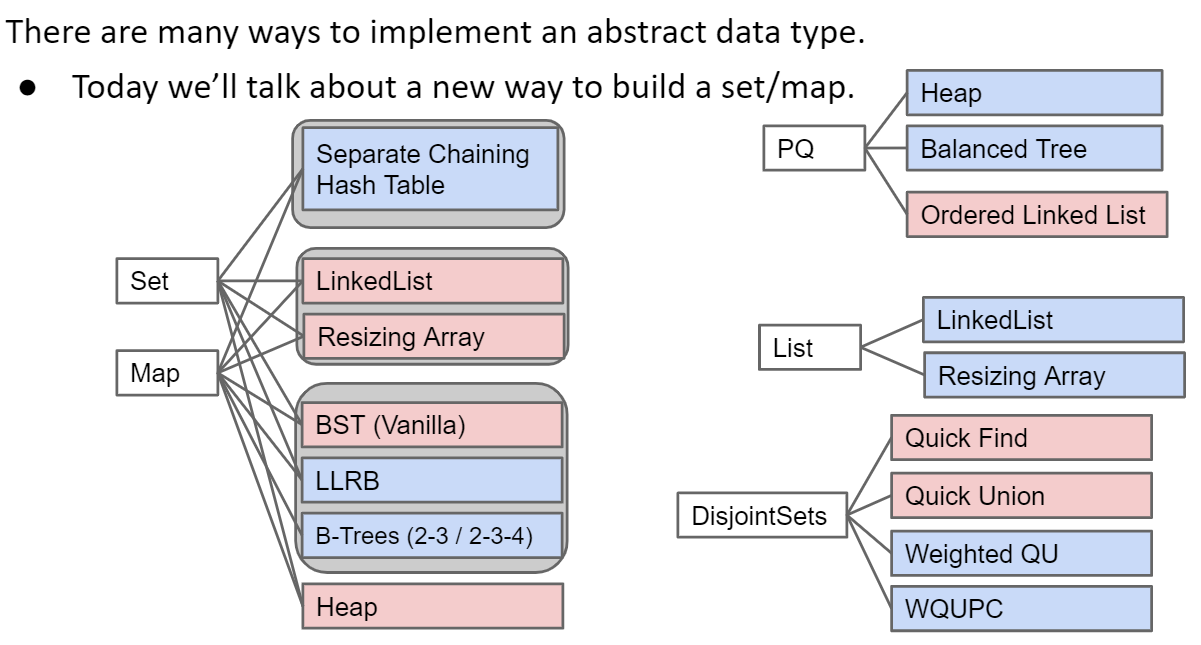 There are many ways to implement an abstract data type.
● Today we’ll talk about a new way to build a set/map.
Separate Chaining
Hash Table
Set
Map
LinkedList
Resizing Array
BST (Vanilla)
LLRB
B-Trees (2-3 / 2-3-4)
Heap
PQ
Heap
Balanced Tree
Ordered Linked List
List
LinkedList
Resizing Array
DisjointSets
Quick Find
Quick Union
Weighted QU
WQUPC